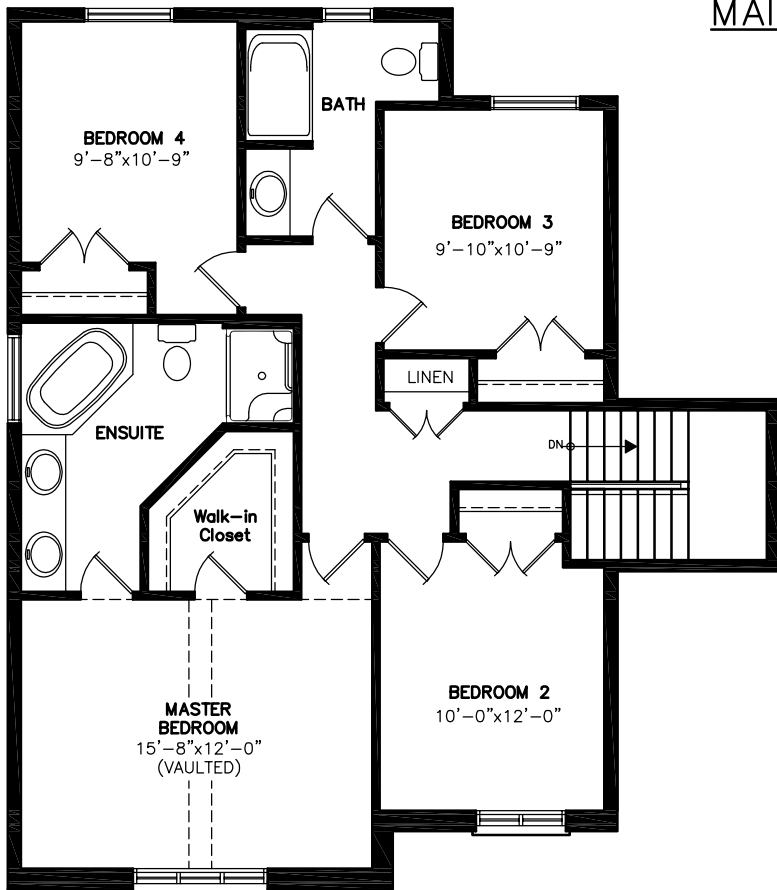 MAI
BATH
BEDROOM 4
9'-8"x10'-9"
BEDROOM 3
9'-10"x10'-9"
LINEN
ENSUITE
DN
Walk-in
Closet
BEDROOM 2
10'-0"x12'-0"
MASTER
BEDROOM
15'-8"x12'-0"
(VAULTED)